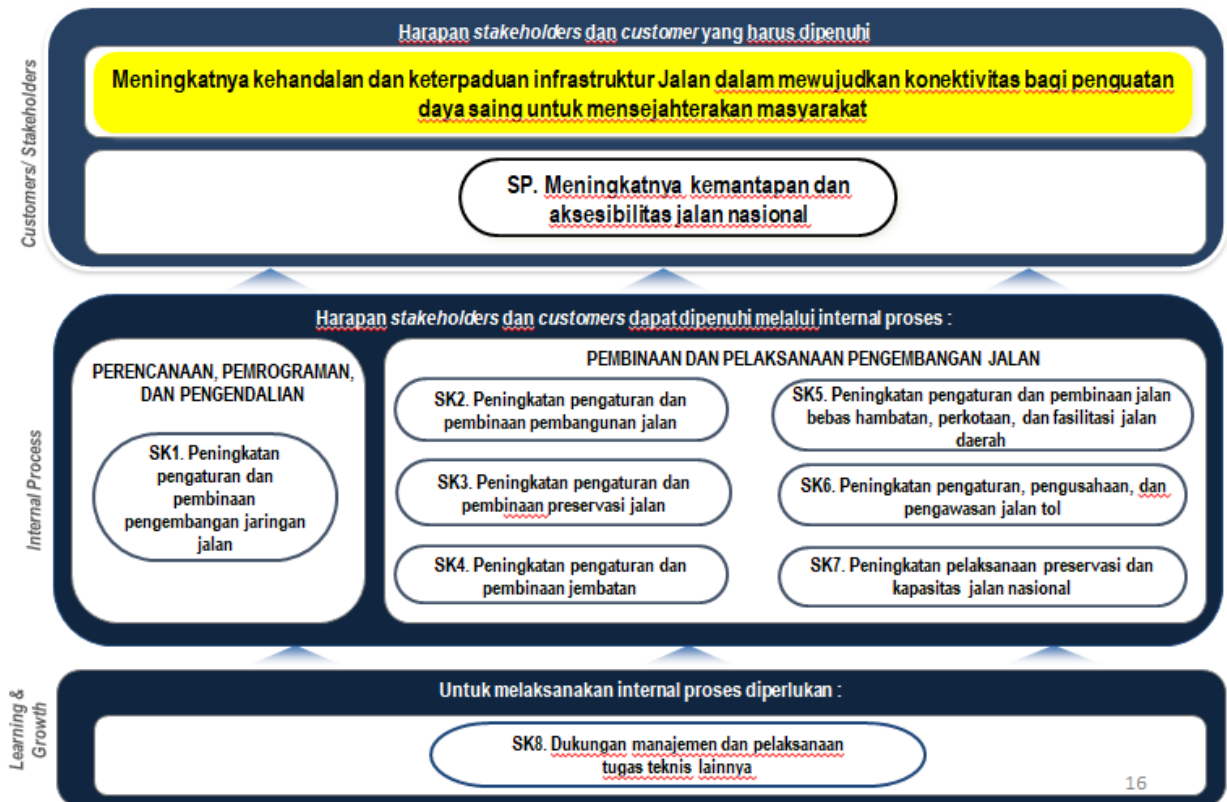 Customers/ Stakeholders
Harapan stakeholders dan customer yang harus dipenuhi
Meningkatnya kehandalan dan keterpaduan infrastruktur Jalan dalam mewujudkan konektivitas bagi penguatan
daya saing untuk mensejahterakan masyarakat
SP. Meningkatnya kemantapan dan
aksesibilitas jalan nasional
Internal Process
Harapan stakeholders dan customers dapat dipenuhi melalui internal proses :
PERENCANAAN, PEMROGRAMAN,
DAN PENGENDALIAN
SK1. Peningkatan
pengaturan dan
pembinaan
pengembangan jaringan
jalan
PEMBINAAN DAN PELAKSANAAN PENGEMBANGAN JALAN
SK2. Peningkatan pengaturan dan
pembinaan pembangunan jalan
SK3. Peningkatan pengaturan dan
pembinaan preservasi jalan
SK4. Peningkatan pengaturan dan
pembinaan jembatan
SK5. Peningkatan pengaturan dan pembinaan jalan
bebas hambatan, perkotaan, dan fasilitasi jalan
daerah
SK6. Peningkatan pengaturan, pengusahaan, dan
pengawasan jalan tol
SK7. Peningkatan pelaksanaan preservasi dan
kapasitas jalan nasional
Learning &
Growth
Untuk melaksanakan internal proses diperlukan :
SK8. Dukungan manajemen dan pelaksanaan
tugas teknis lainnya
16